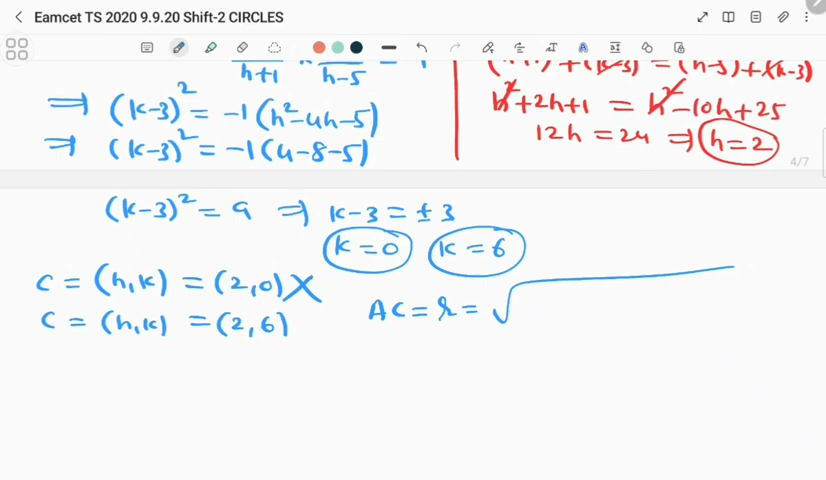 Eamcet TS 2020 9.9.20 Shift-2 CIRCLES
h+1 h-5
⇒ (k-3)² = -1(h²-4h-5)
⇒ (k-3)² = -1(4-8-5)
h²+2h+1 = h²-10h+25
12h = 24 ⇒ h=2
4/7
(k-3)² = 9 ⇒ k-3 = ±3
k=0 k=6
C = (h,k) = (2,0) X
C = (h,k) = (2,6)
AC = r = √